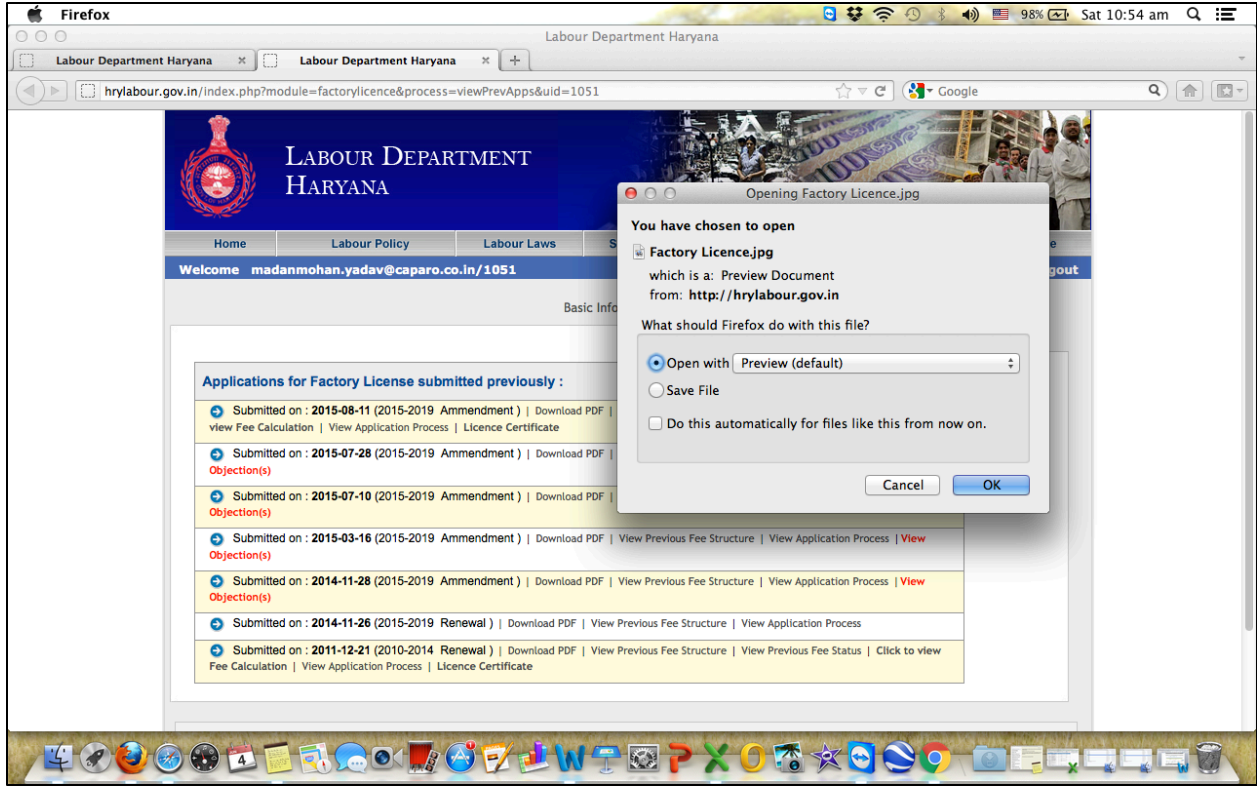 Firefox
98%
Sat 10:54 am
Labour Department Haryana
Labour Department Haryana
Labour Department Haryana
hrylabour.gov.in/index.php?module=factorylicence&process=viewPrevApps&uid=1051
Google
LABOUR DEPARTMENT
HARYANA
Home
Labour Policy
Labour Laws
S
e
Welcome madanmohan.yadav@caparo.co.in/1051
gout
Basic Info
Opening Factory Licence.jpg
You have chosen to open
Factory Licence.jpg
which is a: Preview Document
from: http://hrylabour.gov.in
What should Firefox do with this file?
Open with Preview (default)
Save File
Do this automatically for files like this from now on.
Cancel
OK
Applications for Factory License submitted previously :
Submitted on : 2015-08-11 (2015-2019 Ammendment ) | Download PDF |
view Fee Calculation | View Application Process | Licence Certificate
Submitted on : 2015-07-28 (2015-2019 Ammendment ) | Download PDF |
Objection(s)
Submitted on : 2015-07-10 (2015-2019 Ammendment ) | Download PDF |
Objection(s)
Submitted on : 2015-03-16 (2015-2019 Ammendment ) | Download PDF | View Previous Fee Structure | View Application Process | View
Objection(s)
Submitted on : 2014-11-28 (2015-2019 Ammendment ) | Download PDF | View Previous Fee Structure | View Application Process | View
Objection(s)
Submitted on : 2014-11-26 (2015-2019 Renewal ) | Download PDF | View Previous Fee Structure | View Application Process
Submitted on : 2011-12-21 (2010-2014 Renewal ) | Download PDF | View Previous Fee Structure | View Previous Fee Status | Click to view
Fee Calculation | View Application Process | Licence Certificate
4